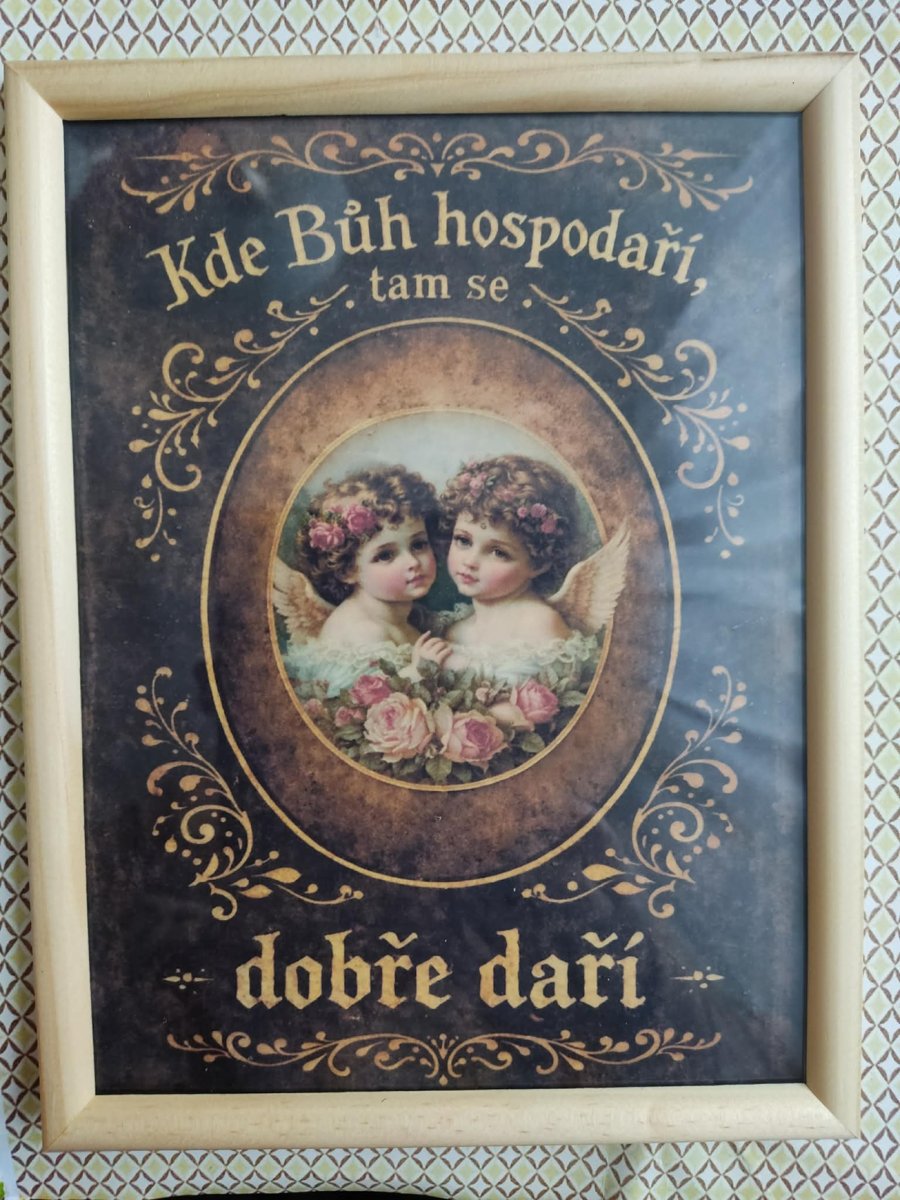 Kde Bůh hospodaří,
tam se
dobře daří